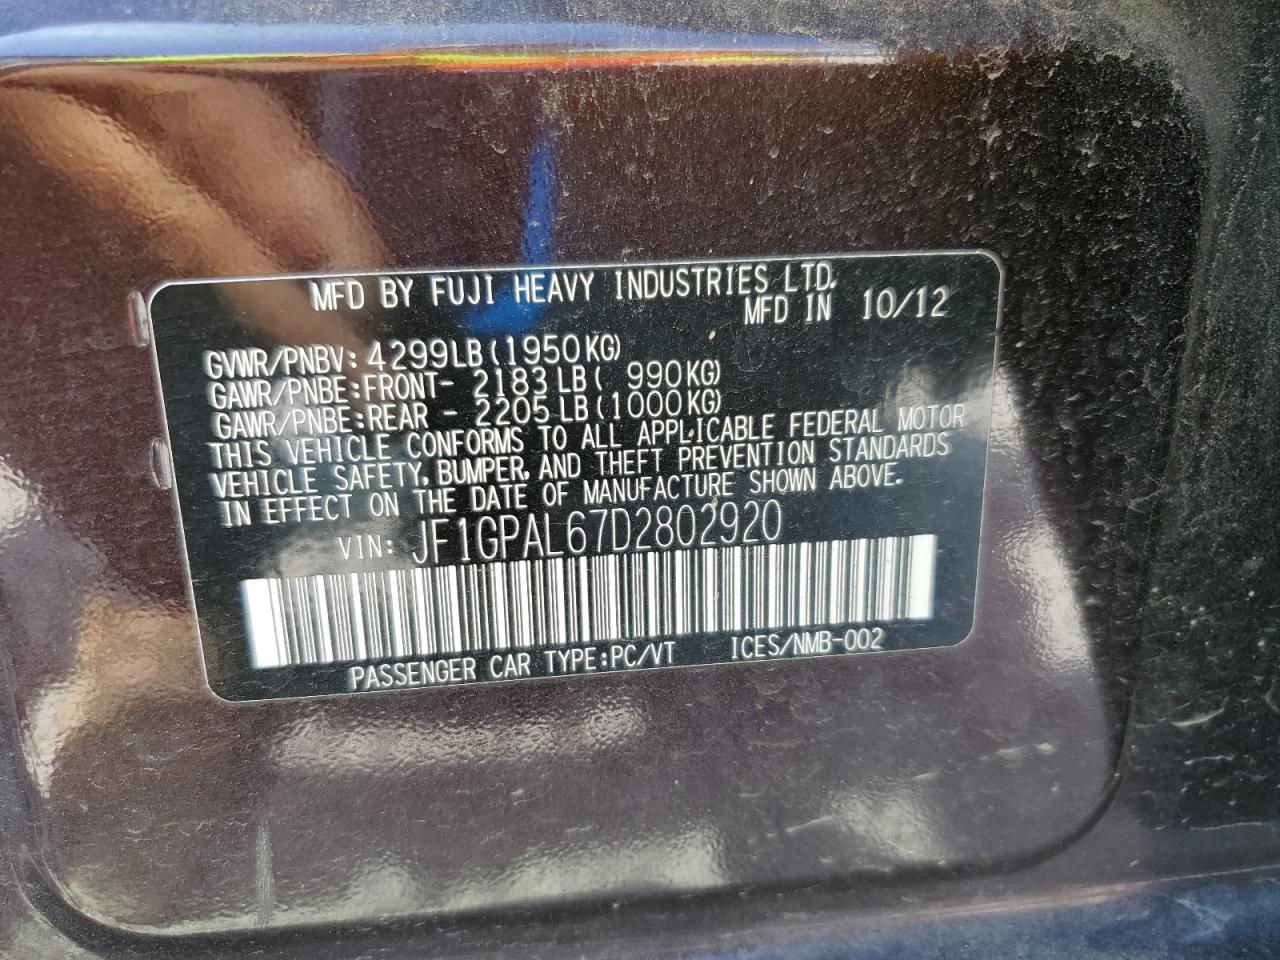 MFD BY FUJI HEAVY INDUSTRIES LTD.
MFD IN 10/12
GVWR/PNBV: 4299LB(1950KG)
GAWR/PNBE:FRONT- 2183LB( 990KG)
GAWR/PNBE:REAR - 2205LB(1000KG)
THIS VEHICLE CONFORMS TO ALL APPLICABLE FEDERAL MOTOR
VEHICLE SAFETY, BUMPER, AND THEFT PREVENTION STANDARDS
IN EFFECT ON THE DATE OF MANUFACTURE SHOWN ABOVE.
VIN: JF1GPAL67D2802920
PASSENGER CAR TYPE:PC/VT ICES/NMB-002